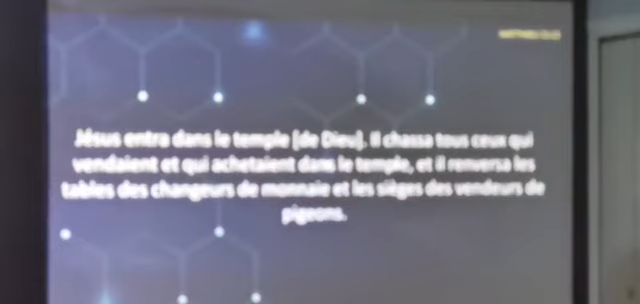 Jésus entra dans le temple [de Dieu]. Il chassa tous ceux qui
vendaient et qui achetaient dans le temple, et il renversa les
tables des changeurs de monnaie et les sièges des vendeurs de
pigeons.